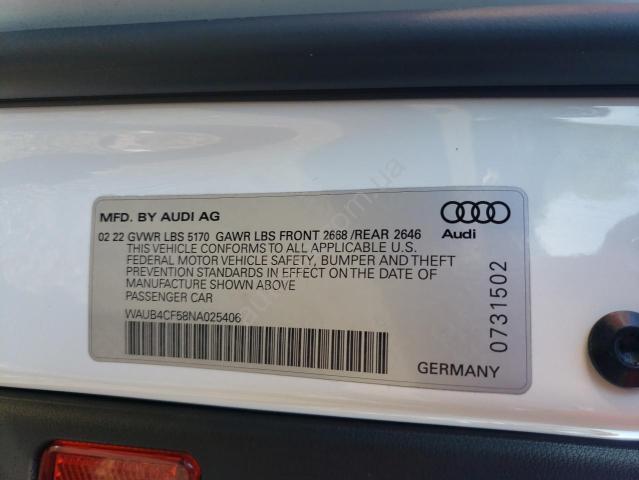 MFD. BY AUDI AG
Audi
02 22 GVWR LBS 5170 GAWR LBS FRONT 2668 /REAR 2646
THIS VEHICLE CONFORMS TO ALL APPLICABLE U.S.
FEDERAL MOTOR VEHICLE SAFETY, BUMPER AND THEFT
PREVENTION STANDARDS IN EFFECT ON THE DATE OF
MANUFACTURE SHOWN ABOVE
PASSENGER CAR
WAUB4CF58NA025406
GERMANY
0731502